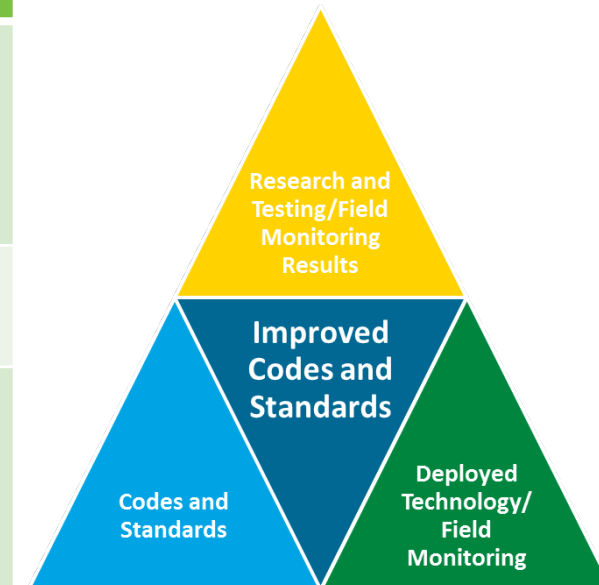 Research and
Testing/Field
Monitoring
Results
Improved
Codes and
Standards
Codes and
Standards
Deployed
Technology/
Field
Monitoring